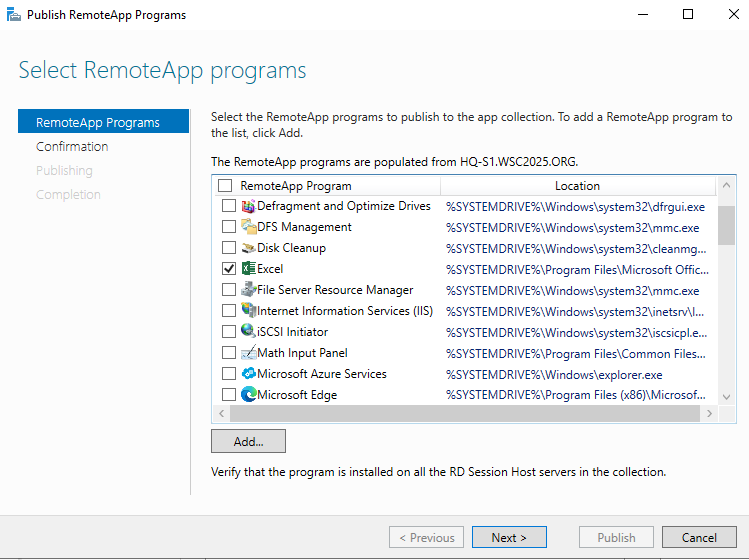 Publish RemoteApp Programs
Select RemoteApp programs
RemoteApp Programs
Confirmation
Publishing
Completion
Select the RemoteApp programs to publish to the app collection. To add a RemoteApp program to
the list, click Add.
The RemoteApp programs are populated from HQ-S1.WSC2025.ORG.
RemoteApp Program Location
Defragment and Optimize Drives %SYSTEMDRIVE%\Windows\system32\dfrgui.exe
DFS Management %SYSTEMDRIVE%\Windows\system32\mmc.exe
Disk Cleanup %SYSTEMDRIVE%\Windows\system32\cleanmg...
Excel %SYSTEMDRIVE%\Program Files\Microsoft Offic...
File Server Resource Manager %SYSTEMDRIVE%\Windows\system32\mmc.exe
Internet Information Services (IIS) %SYSTEMDRIVE%\Windows\system32\inetsrv\I...
iSCSI Initiator %SYSTEMDRIVE%\Windows\system32\iscsicpl.e...
Math Input Panel %SYSTEMDRIVE%\Program Files\Common Files...
Microsoft Azure Services %SYSTEMDRIVE%\Windows\explorer.exe
Microsoft Edge %SYSTEMDRIVE%\Program Files (x86)\Microsof...
Add...
Verify that the program is installed on all the RD Session Host servers in the collection.
< Previous Next > Publish Cancel